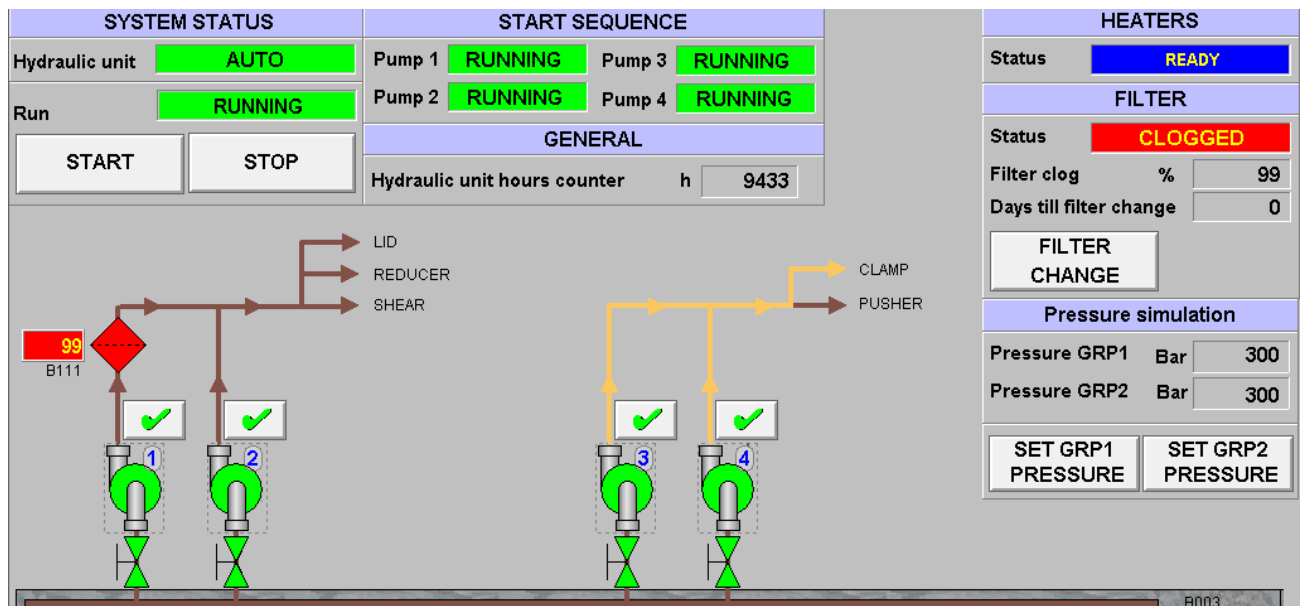 SYSTEM STATUS
Hydraulic unit AUTO
Run RUNNING
START STOP
START SEQUENCE
Pump 1 RUNNING Pump 3 RUNNING
Pump 2 RUNNING Pump 4 RUNNING
GENERAL
Hydraulic unit hours counter h 9433
HEATERS
Status READY
FILTER
Status CLOGGED
Filter clog % 99
Days till filter change 0
FILTER
CHANGE
Pressure simulation
Pressure GRP1 Bar 300
Pressure GRP2 Bar 300
SET GRP1
PRESSURE
SET GRP2
PRESSURE
LID
REDUCER
SHEAR
CLAMP
PUSHER
99
B111
1 2 3 4
B003